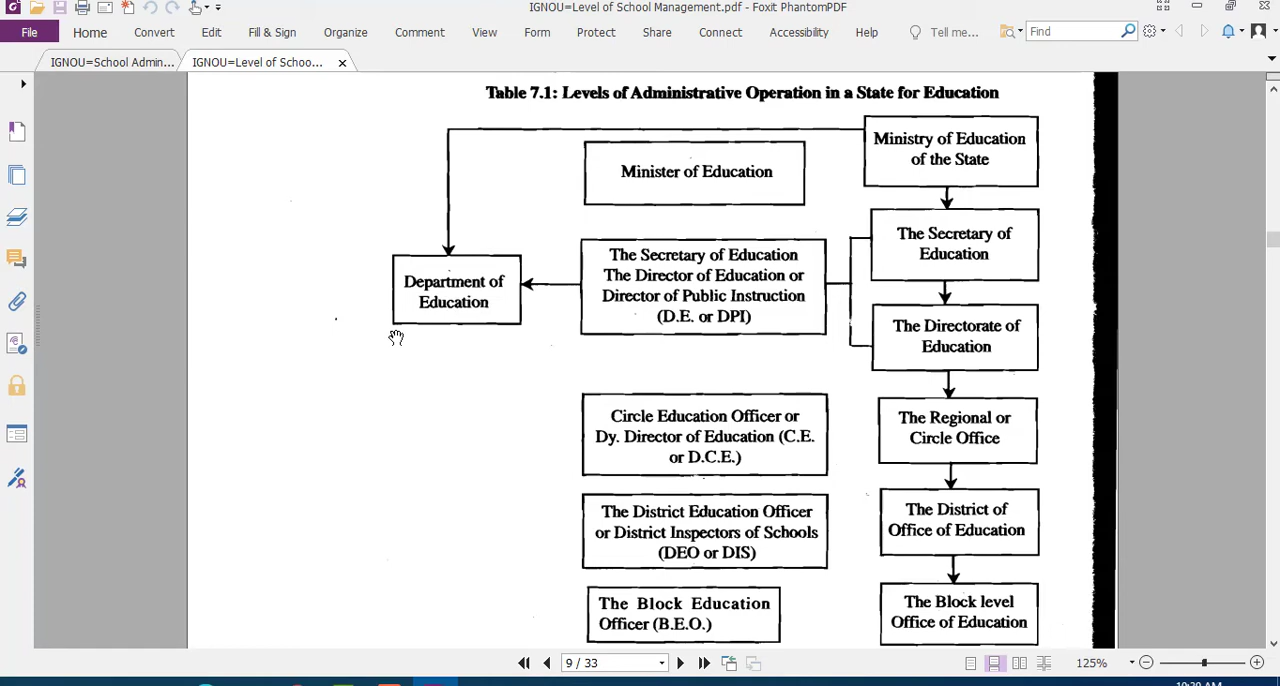 IGNOU=Level of School Management.pdf - Foxit PhantomPDF
File Home Convert Edit Fill & Sign Organize Comment View Form Protect Share Connect Accessibility Help Tell me... Find
IGNOU=School Admin... IGNOU=Level of Schoo...
Table 7.1: Levels of Administrative Operation in a State for Education
Ministry of Education
of the State
Minister of Education
The Secretary of
Education
The Secretary of Education
The Director of Education or
Director of Public Instruction
(D.E. or DPI)
Department of
Education
The Directorate of
Education
Circle Education Officer or
Dy. Director of Education (C.E.
or D.C.E.)
The Regional or
Circle Office
The District Education Officer
or District Inspectors of Schools
(DEO or DIS)
The District of
Office of Education
The Block Education
Officer (B.E.O.)
The Block level
Office of Education
9 / 33
125%